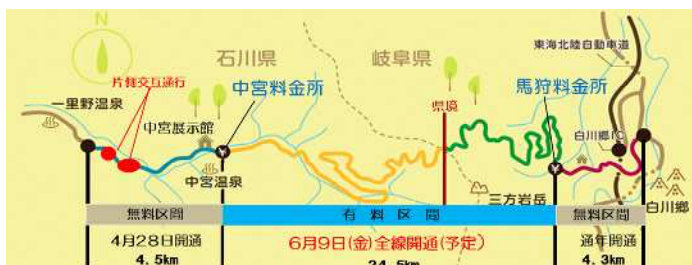 N
石川県
岐阜県
東海北陸自動車道
片側交互通行
一里野温泉
中宮展示館
中宮料金所
県境
馬狩料金所
白川郷IC
¥
中宮温泉
¥
三方岩岳
白川郷
無料区間
有料区間
無料区間
4月28日開通
6月9日(金)全線開通(予定)
通年開通
4.5km
4.3km